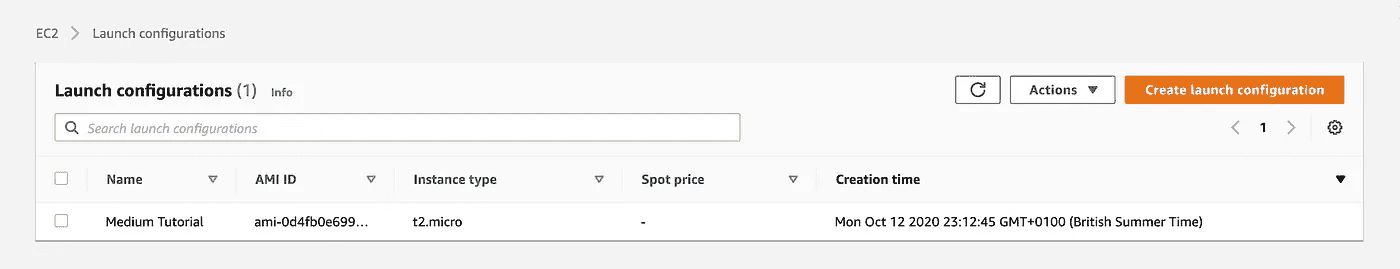 EC2 > Launch configurations
Launch configurations (1) Info
Actions
Create launch configuration
Search launch configurations
1
Name AMI ID Instance type Spot price Creation time
Medium Tutorial ami-0d4fb0e699... t2.micro - Mon Oct 12 2020 23:12:45 GMT+0100 (British Summer Time)